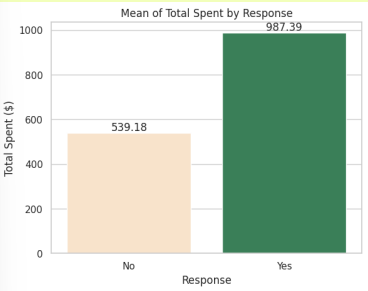 Mean of Total Spent by Response
1000
800
600
400
200
0
Total Spent ($)
539.18
987.39
No
Yes
Response